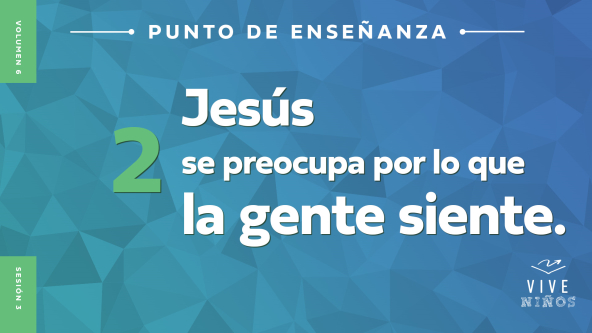 VOLUMEN 6
PUNTO DE ENSEÑANZA
2
Jesús
se preocupa por lo que
la gente siente.
SESIÓN 3
VIVE
NIÑOS